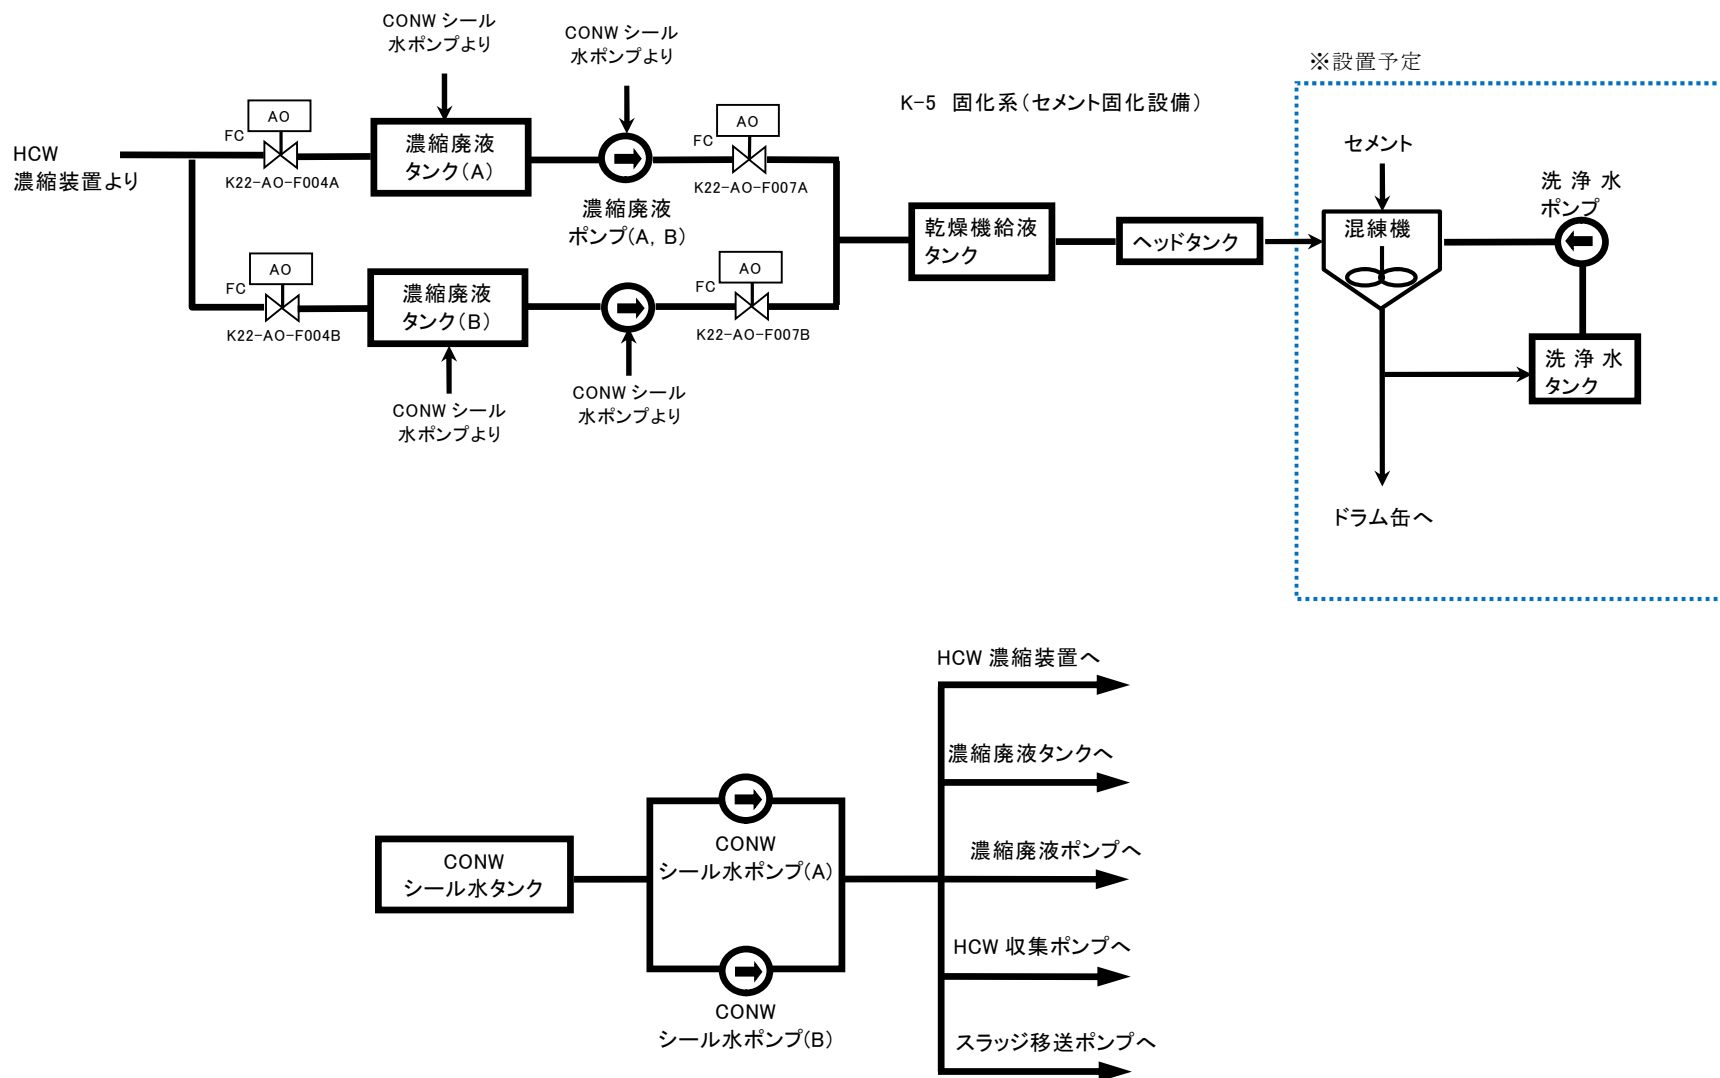 CONW シール
水ポンプより
CONW シール
水ポンプより
※設置予定
K-5 固化系(セメント固化設備)
AO
FC
K22-AO-F004A
濃縮廃液
タンク(A)
AO
FC
K22-AO-F007A
HCW
濃縮装置より
濃縮廃液
ポンプ(A, B)
セメント
混練機
洗 浄 水
ポンプ
乾燥機給液
タンク
ヘッドタンク
AO
FC
K22-AO-F004B
濃縮廃液
タンク(B)
AO
FC
K22-AO-F007B
洗 浄 水
タンク
CONW シール
水ポンプより
CONW シール
水ポンプより
ドラム缶へ
HCW 濃縮装置へ
濃縮廃液タンクへ
濃縮廃液ポンプへ
HCW 収集ポンプへ
スラッジ移送ポンプへ
CONW
シール水タンク
CONW
シール水ポンプ(A)
CONW
シール水ポンプ(B)